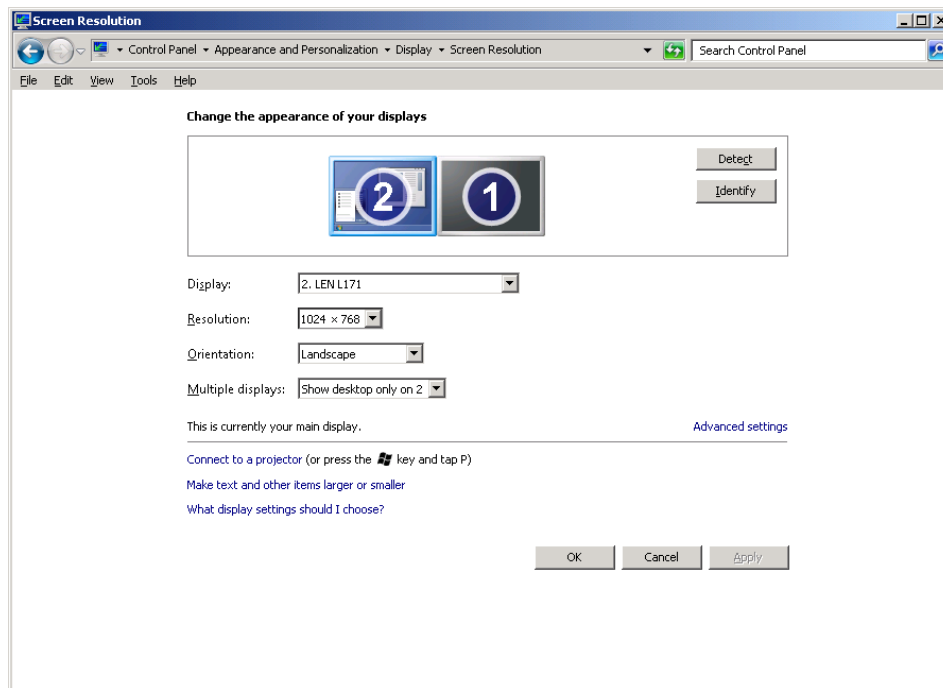 Screen Resolution
Control Panel Appearance and Personalization Display Screen Resolution Search Control Panel
File Edit View Tools Help
Change the appearance of your displays
2 1
Detect
Identify
Display: 2. LEN L171
Resolution: 1024 × 768
Orientation: Landscape
Multiple displays: Show desktop only on 2
This is currently your main display. Advanced settings
Connect to a projector (or press the key and tap P)
Make text and other items larger or smaller
What display settings should I choose?
OK Cancel Apply